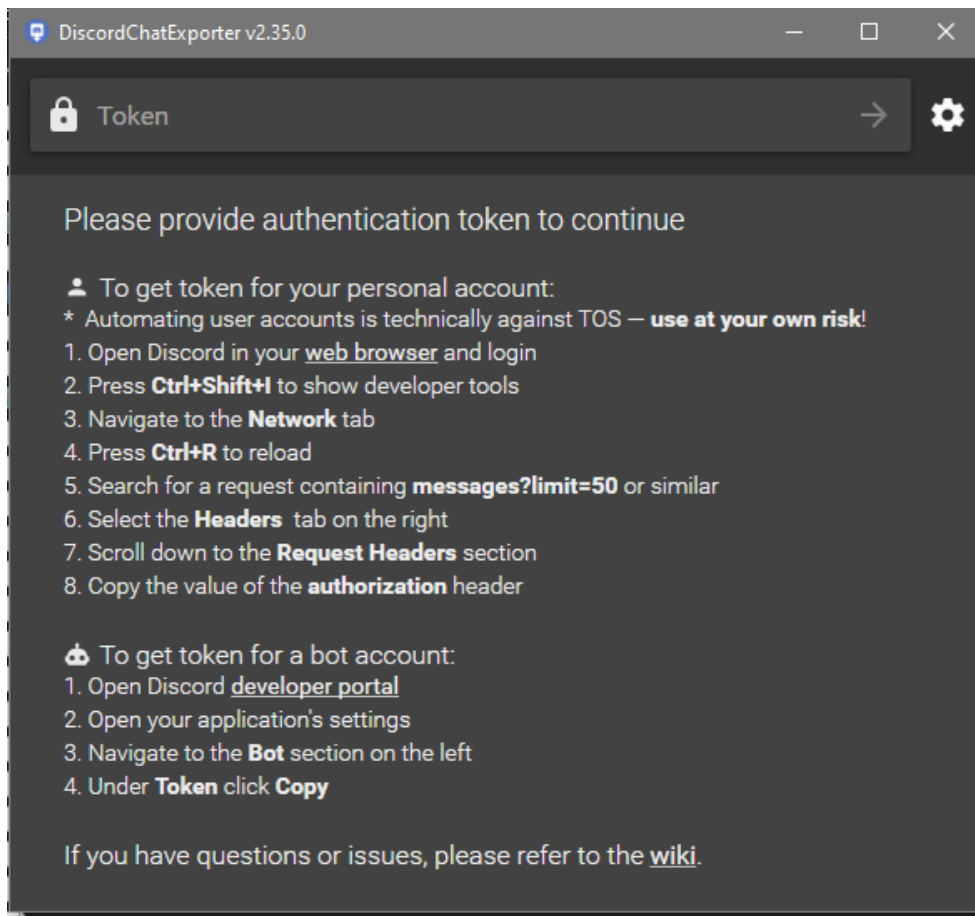 DiscordChatExporter v2.35.0
Token
Please provide authentication token to continue
To get token for your personal account:
* Automating user accounts is technically against TOS — use at your own risk!
1. Open Discord in your web browser and login
2. Press Ctrl+Shift+I to show developer tools
3. Navigate to the Network tab
4. Press Ctrl+R to reload
5. Search for a request containing messages?limit=50 or similar
6. Select the Headers tab on the right
7. Scroll down to the Request Headers section
8. Copy the value of the authorization header
To get token for a bot account:
1. Open Discord developer portal
2. Open your application's settings
3. Navigate to the Bot section on the left
4. Under Token click Copy
If you have questions or issues, please refer to the wiki.